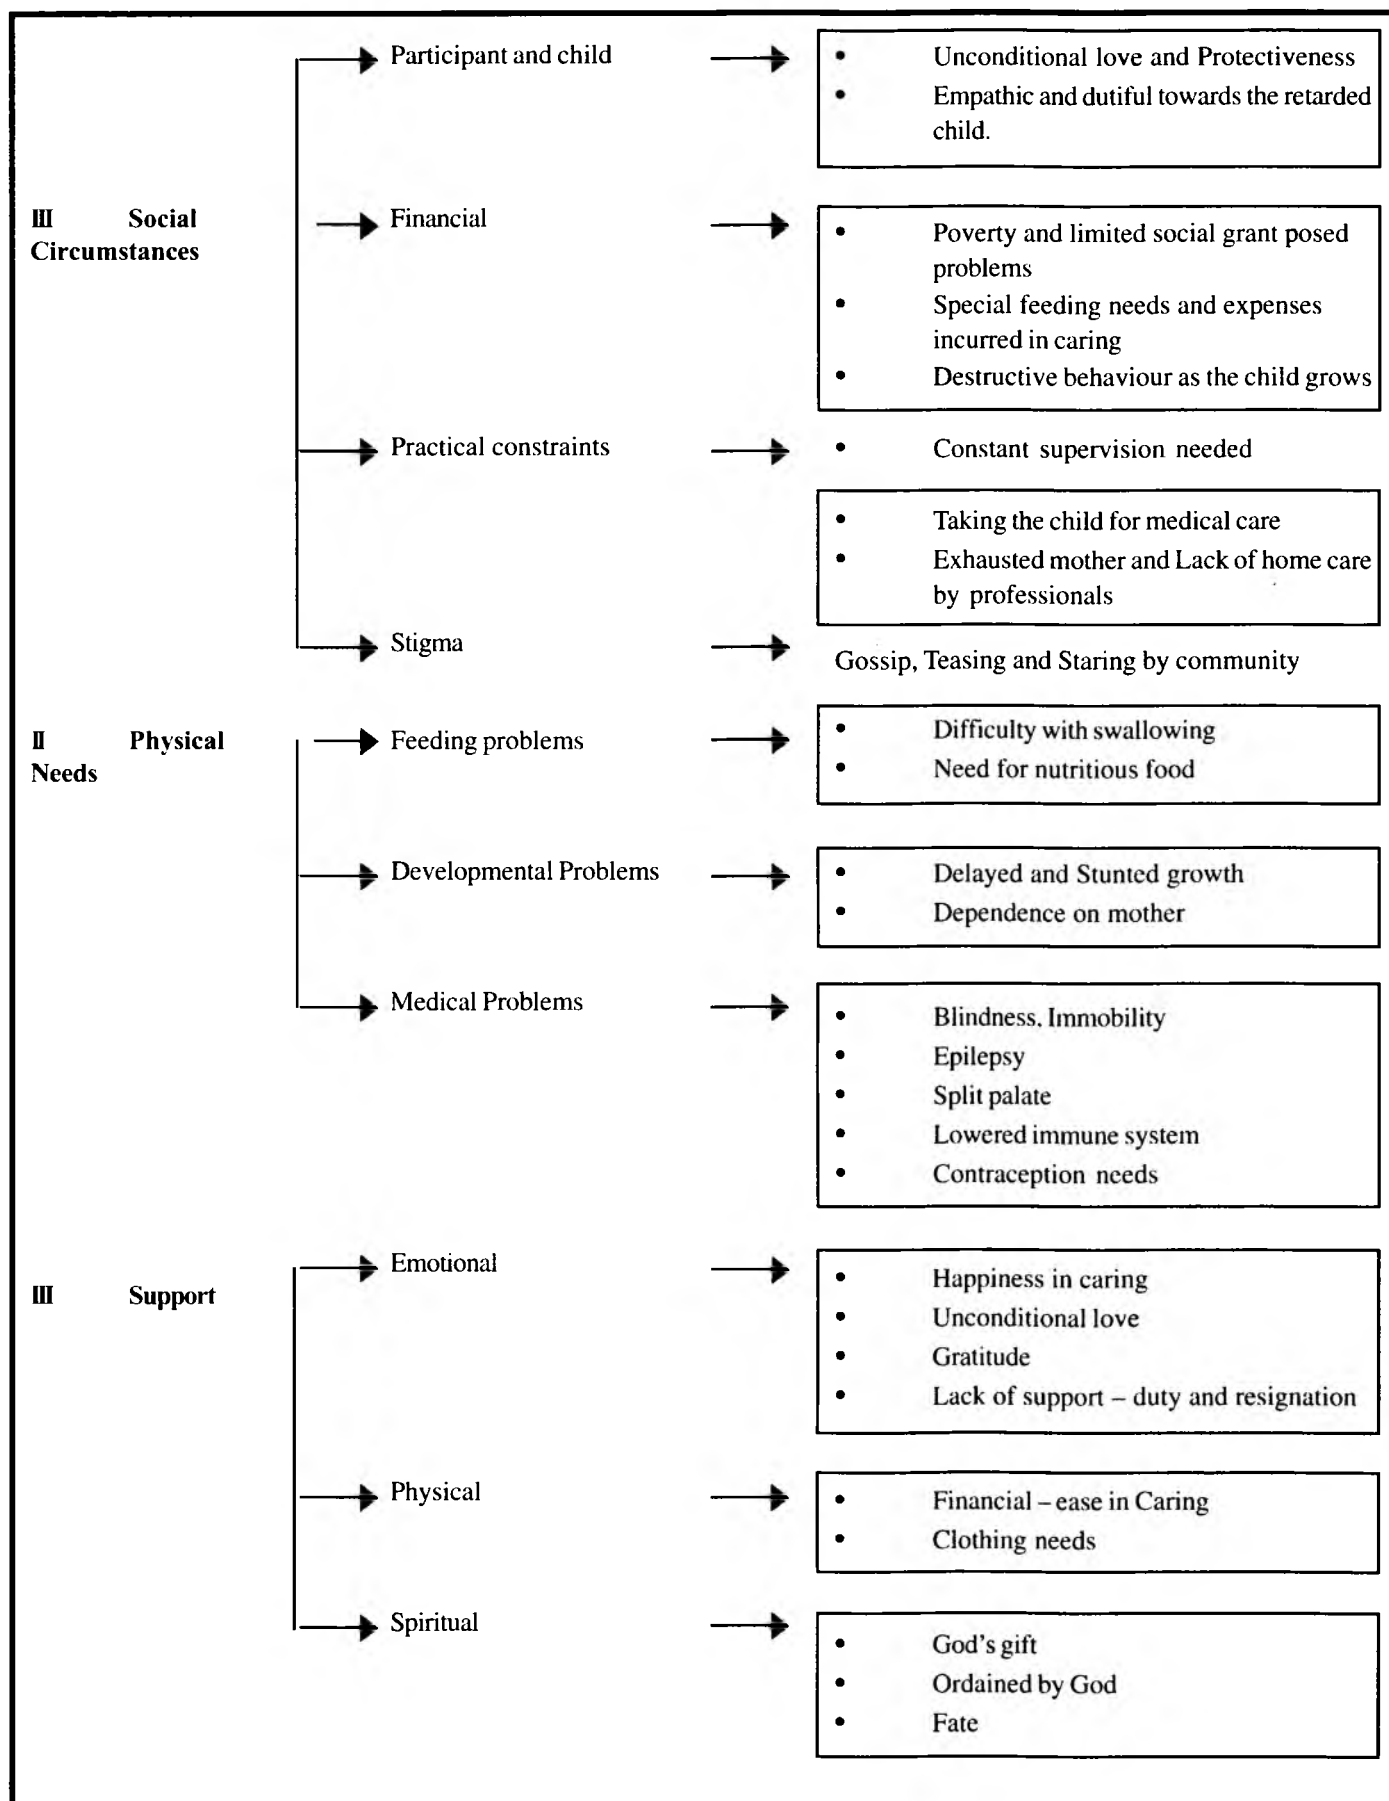 Participant and child
• Unconditional love and Protectiveness
• Empathic and dutiful towards the retarded
child.
III Social
Circumstances
Financial
• Poverty and limited social grant posed
problems
• Special feeding needs and expenses
incurred in caring
• Destructive behaviour as the child grows
Practical constraints
• Constant supervision needed
• Taking the child for medical care
• Exhausted mother and Lack of home care
by professionals
Stigma
Gossip, Teasing and Staring by community
II Physical
Needs
Feeding problems
• Difficulty with swallowing
• Need for nutritious food
Developmental Problems
• Delayed and Stunted growth
• Dependence on mother
Medical Problems
• Blindness, Immobility
• Epilepsy
• Split palate
• Lowered immune system
• Contraception needs
III Support
Emotional
• Happiness in caring
• Unconditional love
• Gratitude
• Lack of support – duty and resignation
Physical
• Financial – ease in Caring
• Clothing needs
Spiritual
• God's gift
• Ordained by God
• Fate